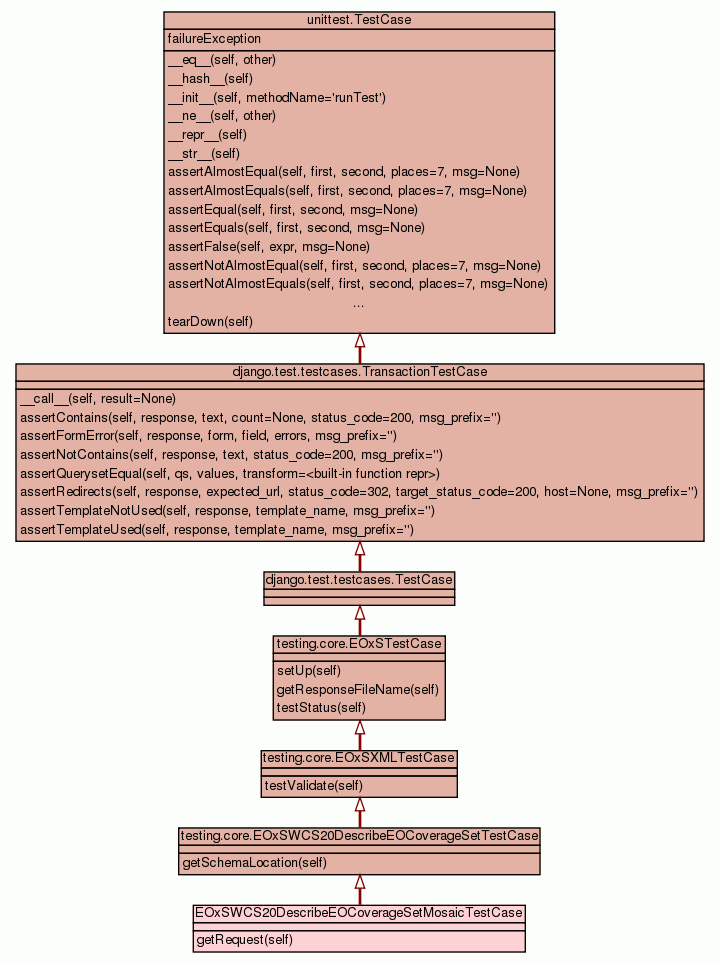 unittest.TestCase
failureException
__eq__(self, other)
__hash__(self)
__init__(self, methodName='runTest')
__ne__(self, other)
__repr__(self)
__str__(self)
assertAlmostEqual(self, first, second, places=7, msg=None)
assertAlmostEquals(self, first, second, places=7, msg=None)
assertEqual(self, first, second, msg=None)
assertEquals(self, first, second, msg=None)
assertFalse(self, expr, msg=None)
assertNotAlmostEqual(self, first, second, places=7, msg=None)
assertNotAlmostEquals(self, first, second, places=7, msg=None)
...
tearDown(self)
django.test.testcases.TransactionTestCase
__call__(self, result=None)
assertContains(self, response, text, count=None, status_code=200, msg_prefix='')
assertFormError(self, response, form, field, errors, msg_prefix='')
assertNotContains(self, response, text, status_code=200, msg_prefix='')
assertQuerysetEqual(self, qs, values, transform=<built-in function repr>)
assertRedirects(self, response, expected_url, status_code=302, target_status_code=200, host=None, msg_prefix='')
assertTemplateNotUsed(self, response, template_name, msg_prefix='')
assertTemplateUsed(self, response, template_name, msg_prefix='')
django.test.testcases.TestCase
testing.core.EOxSTestCase
setUp(self)
getResponseFileName(self)
testStatus(self)
testing.core.EOxSXMLTestCase
testValidate(self)
testing.core.EOxSWCS20DescribeEOCoverageSetTestCase
getSchemaLocation(self)
EOxSWCS20DescribeEOCoverageSetMosaicTestCase
getRequest(self)